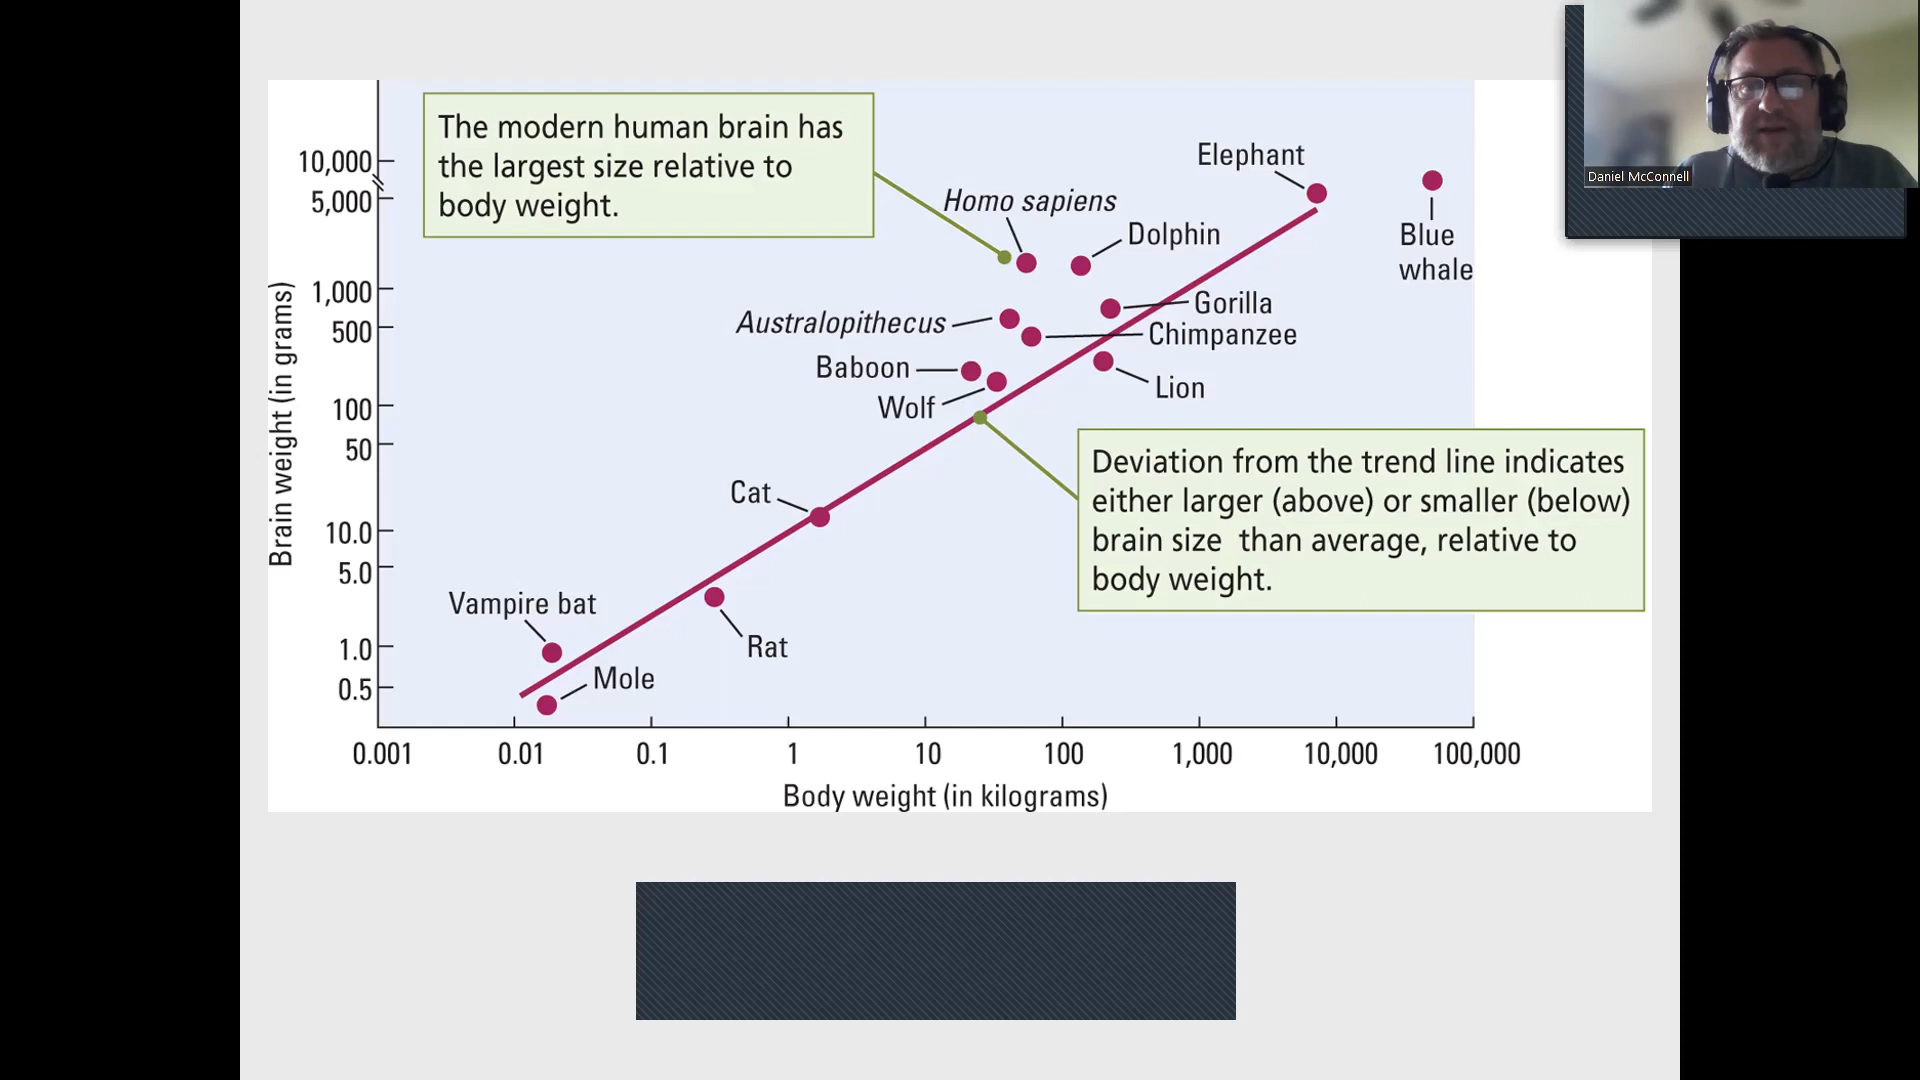 The modern human brain has
the largest size relative to
body weight.
Daniel McConnell
Elephant
Homo sapiens
Dolphin
Blue
whale
Gorilla
Australopithecus
Chimpanzee
Baboon
Lion
Wolf
Deviation from the trend line indicates
either larger (above) or smaller (below)
brain size than average, relative to
body weight.
Cat
Vampire bat
Rat
Mole
Brain weight (in grams)
10,000
5,000
1,000
500
100
50
10.0
5.0
1.0
0.5
0.001 0.01 0.1 1 10 100 1,000 10,000 100,000
Body weight (in kilograms)